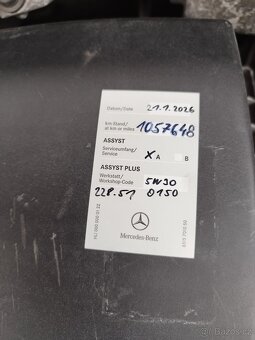 Datum/Date 21.1.2026
km Stand/
at km or miles 1057648
ASSYST
Serviceumfang/
Service X A B
ASSYST PLUS
Werkstatt/
Workshop-Code 5W30
229.51 0150
Mercedes-Benz